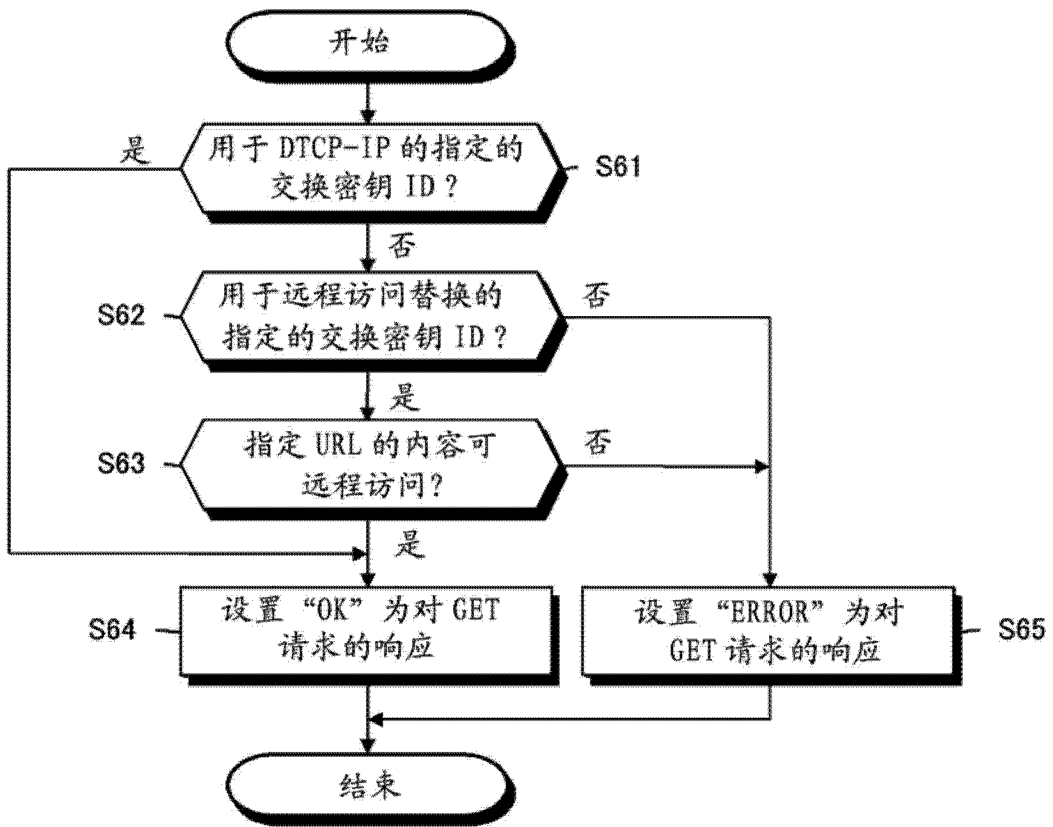 开始
是
用于 DTCP-IP 的指定的
交换密钥 ID？
S61
否
S62
用于远程访问替换的
指定的交换密钥 ID？
否
是
S63
指定 URL 的内容可
远程访问？
否
是
S64
设置“OK”为对 GET
请求的响应
设置“ERROR”为对
GET 请求的响应
S65
结束